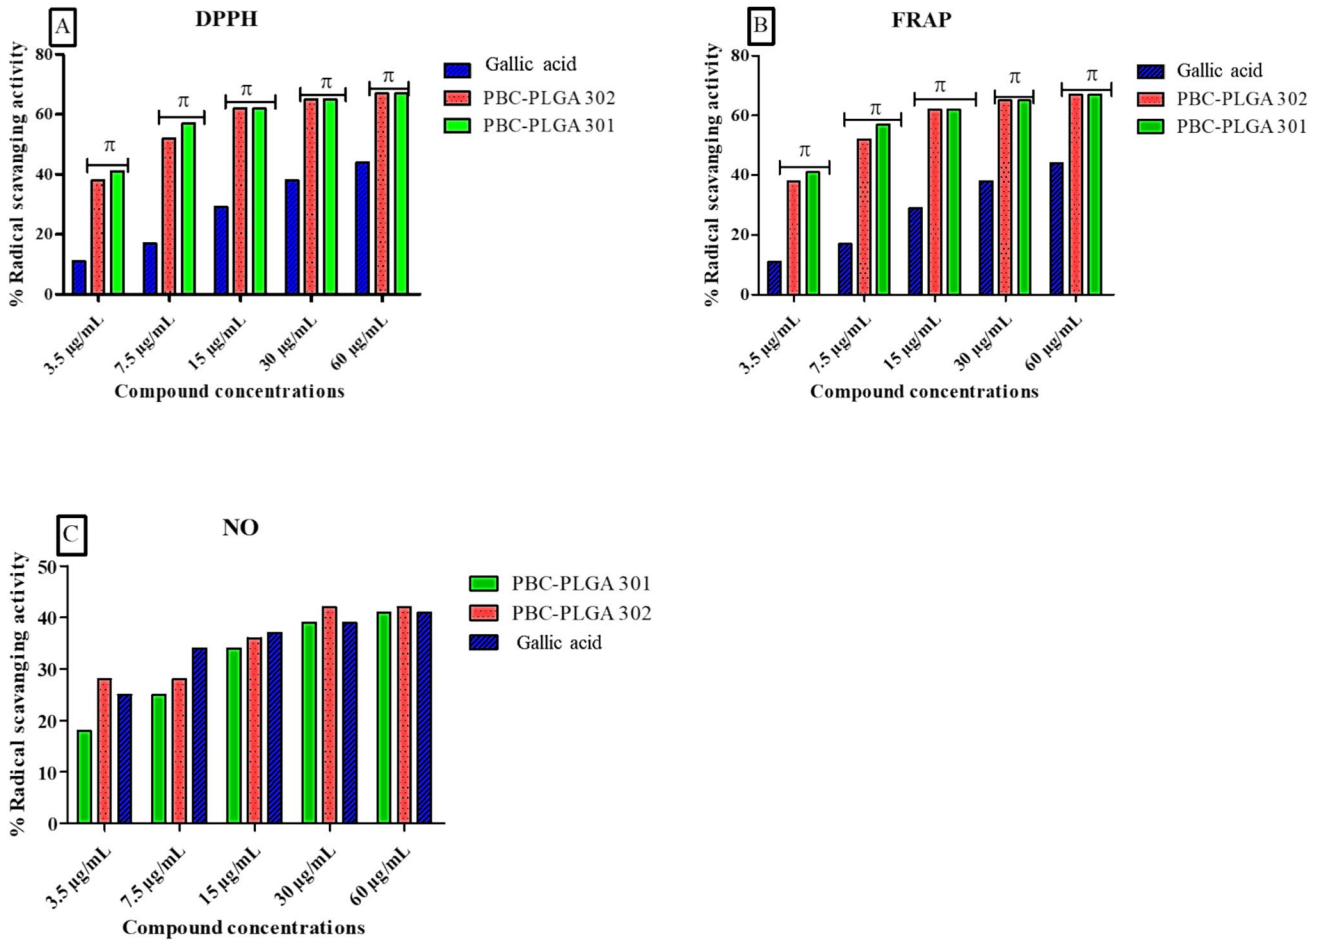 A
DPPH
% Radical scavanging activity
80
60
40
20
0
π
π
π
π
π
3.5 µg/mL
7.5 µg/mL
15 µg/mL
30 µg/mL
60 µg/mL
Compound concentrations
Gallic acid
PBC-PLGA 302
PBC-PLGA 301
B
FRAP
% Radical scavanging activity
80
60
40
20
0
π
π
π
π
π
3.5 µg/mL
7.5 µg/mL
15 µg/mL
30 µg/mL
60 µg/mL
Compound concentrations
Gallic acid
PBC-PLGA 302
PBC-PLGA 301
C
NO
% Radical scavanging activity
50
40
30
20
10
0
3.5 µg/mL
7.5 µg/mL
15 µg/mL
30 µg/mL
60 µg/mL
Compound concentrations
PBC-PLGA 301
PBC-PLGA 302
Gallic acid